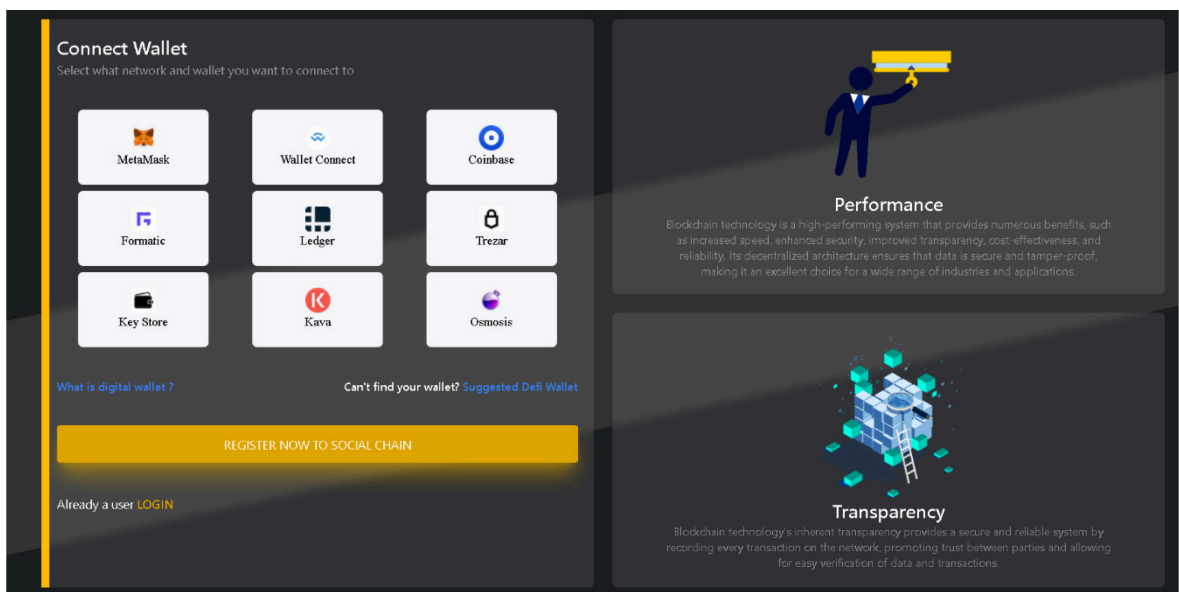 Connect Wallet
Select what network and wallet you want to connect to
MetaMask
Wallet Connect
Coinbase
Formatic
Ledger
Trezar
Key Store
Kava
Osmosis
What is digital wallet ?
Can't find your wallet? Suggested Defi Wallet
REGISTER NOW TO SOCIAL CHAIN
Already a user LOGIN
Performance
Blockchain technology is a high-performing system that provides numerous benefits, such
as increased speed, enhanced security, improved transparency, cost-effectiveness, and
reliability. Its decentralized architecture ensures that data is secure and tamper-proof,
making it an excellent choice for a wide range of industries and applications.
Transparency
Blockchain technology's inherent transparency provides a secure and reliable system by
recording every transaction on the network, promoting trust between parties and allowing
for easy verification of data and transactions.